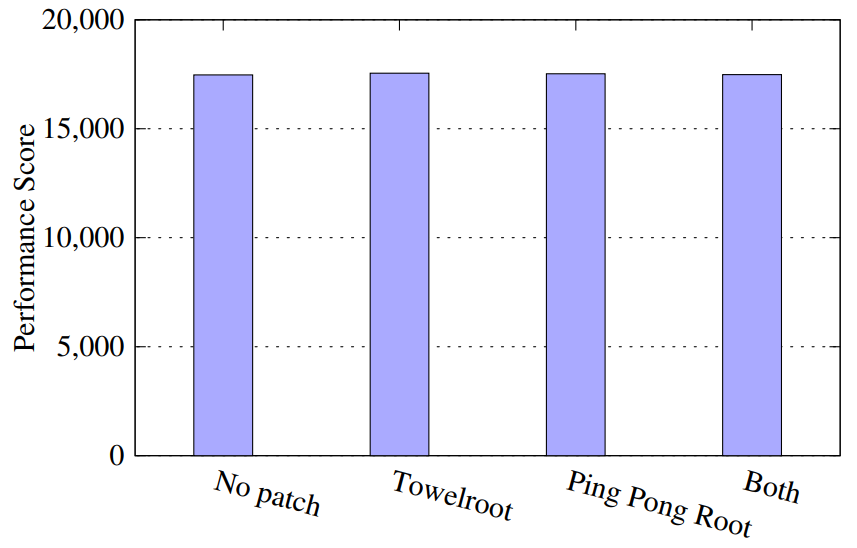 20,000
15,000
10,000
5,000
0
Performance Score
No patch
Towelroot
Ping Pong Root
Both